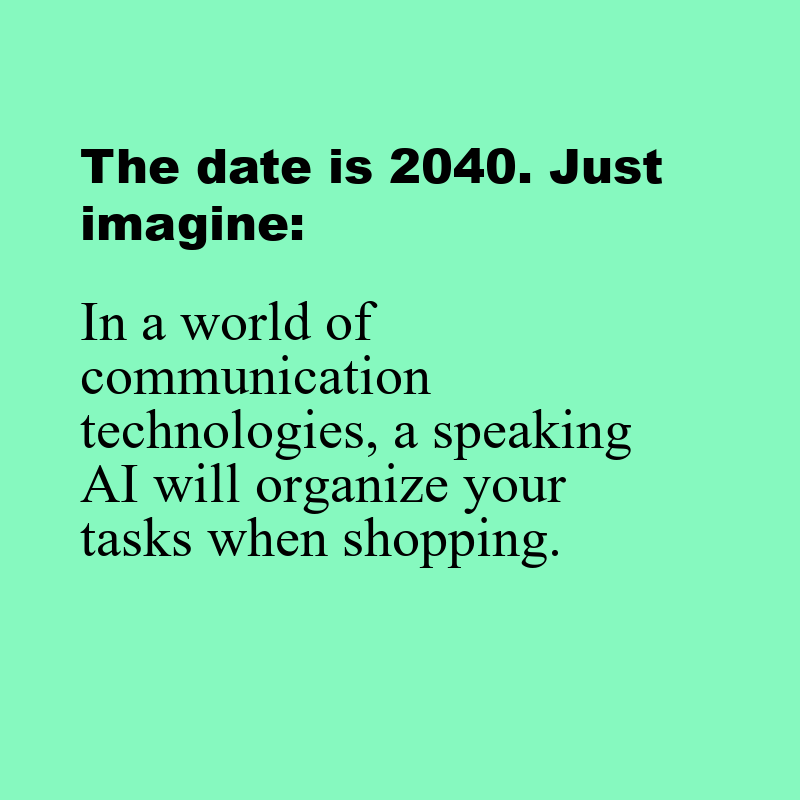 The date is 2040. Just
imagine:
In a world of
communication
technologies, a speaking
AI will organize your
tasks when shopping.